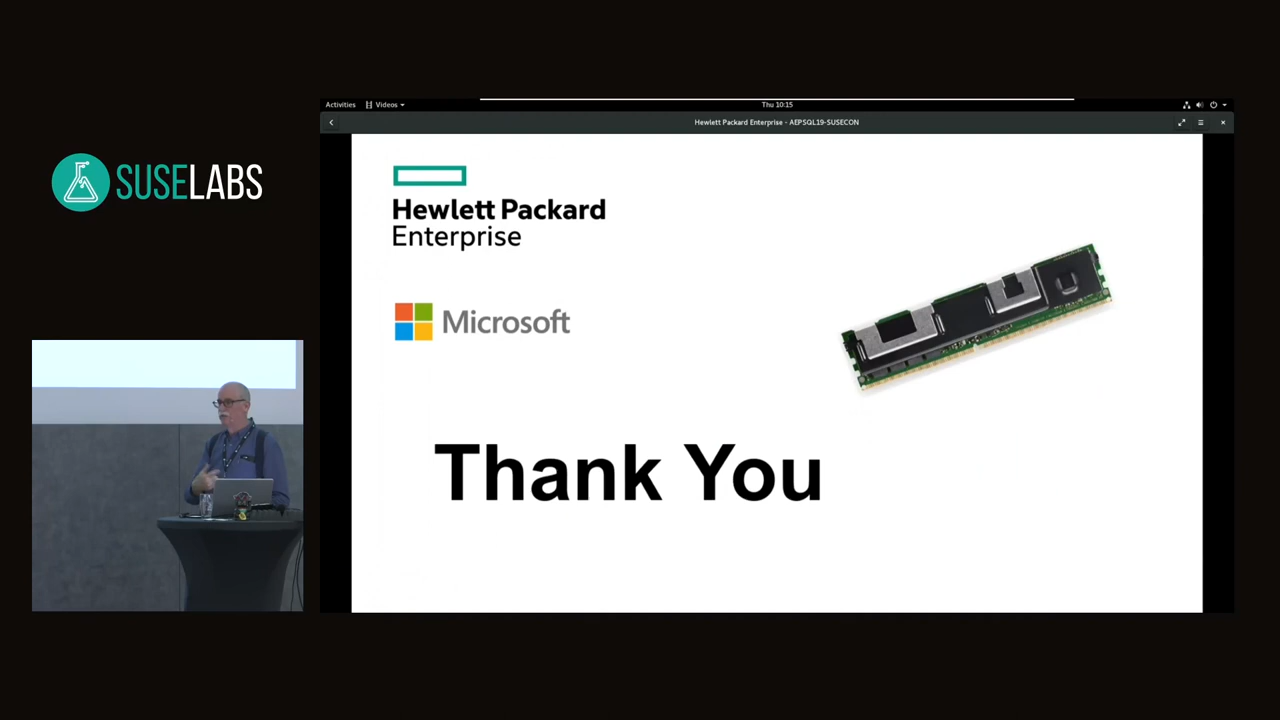 Activities
Videos
Thu 10:15
Hewlett Packard Enterprise - AEPSQL19-SUSECON
SUSELABS
Hewlett Packard
Enterprise
Microsoft
Thank You